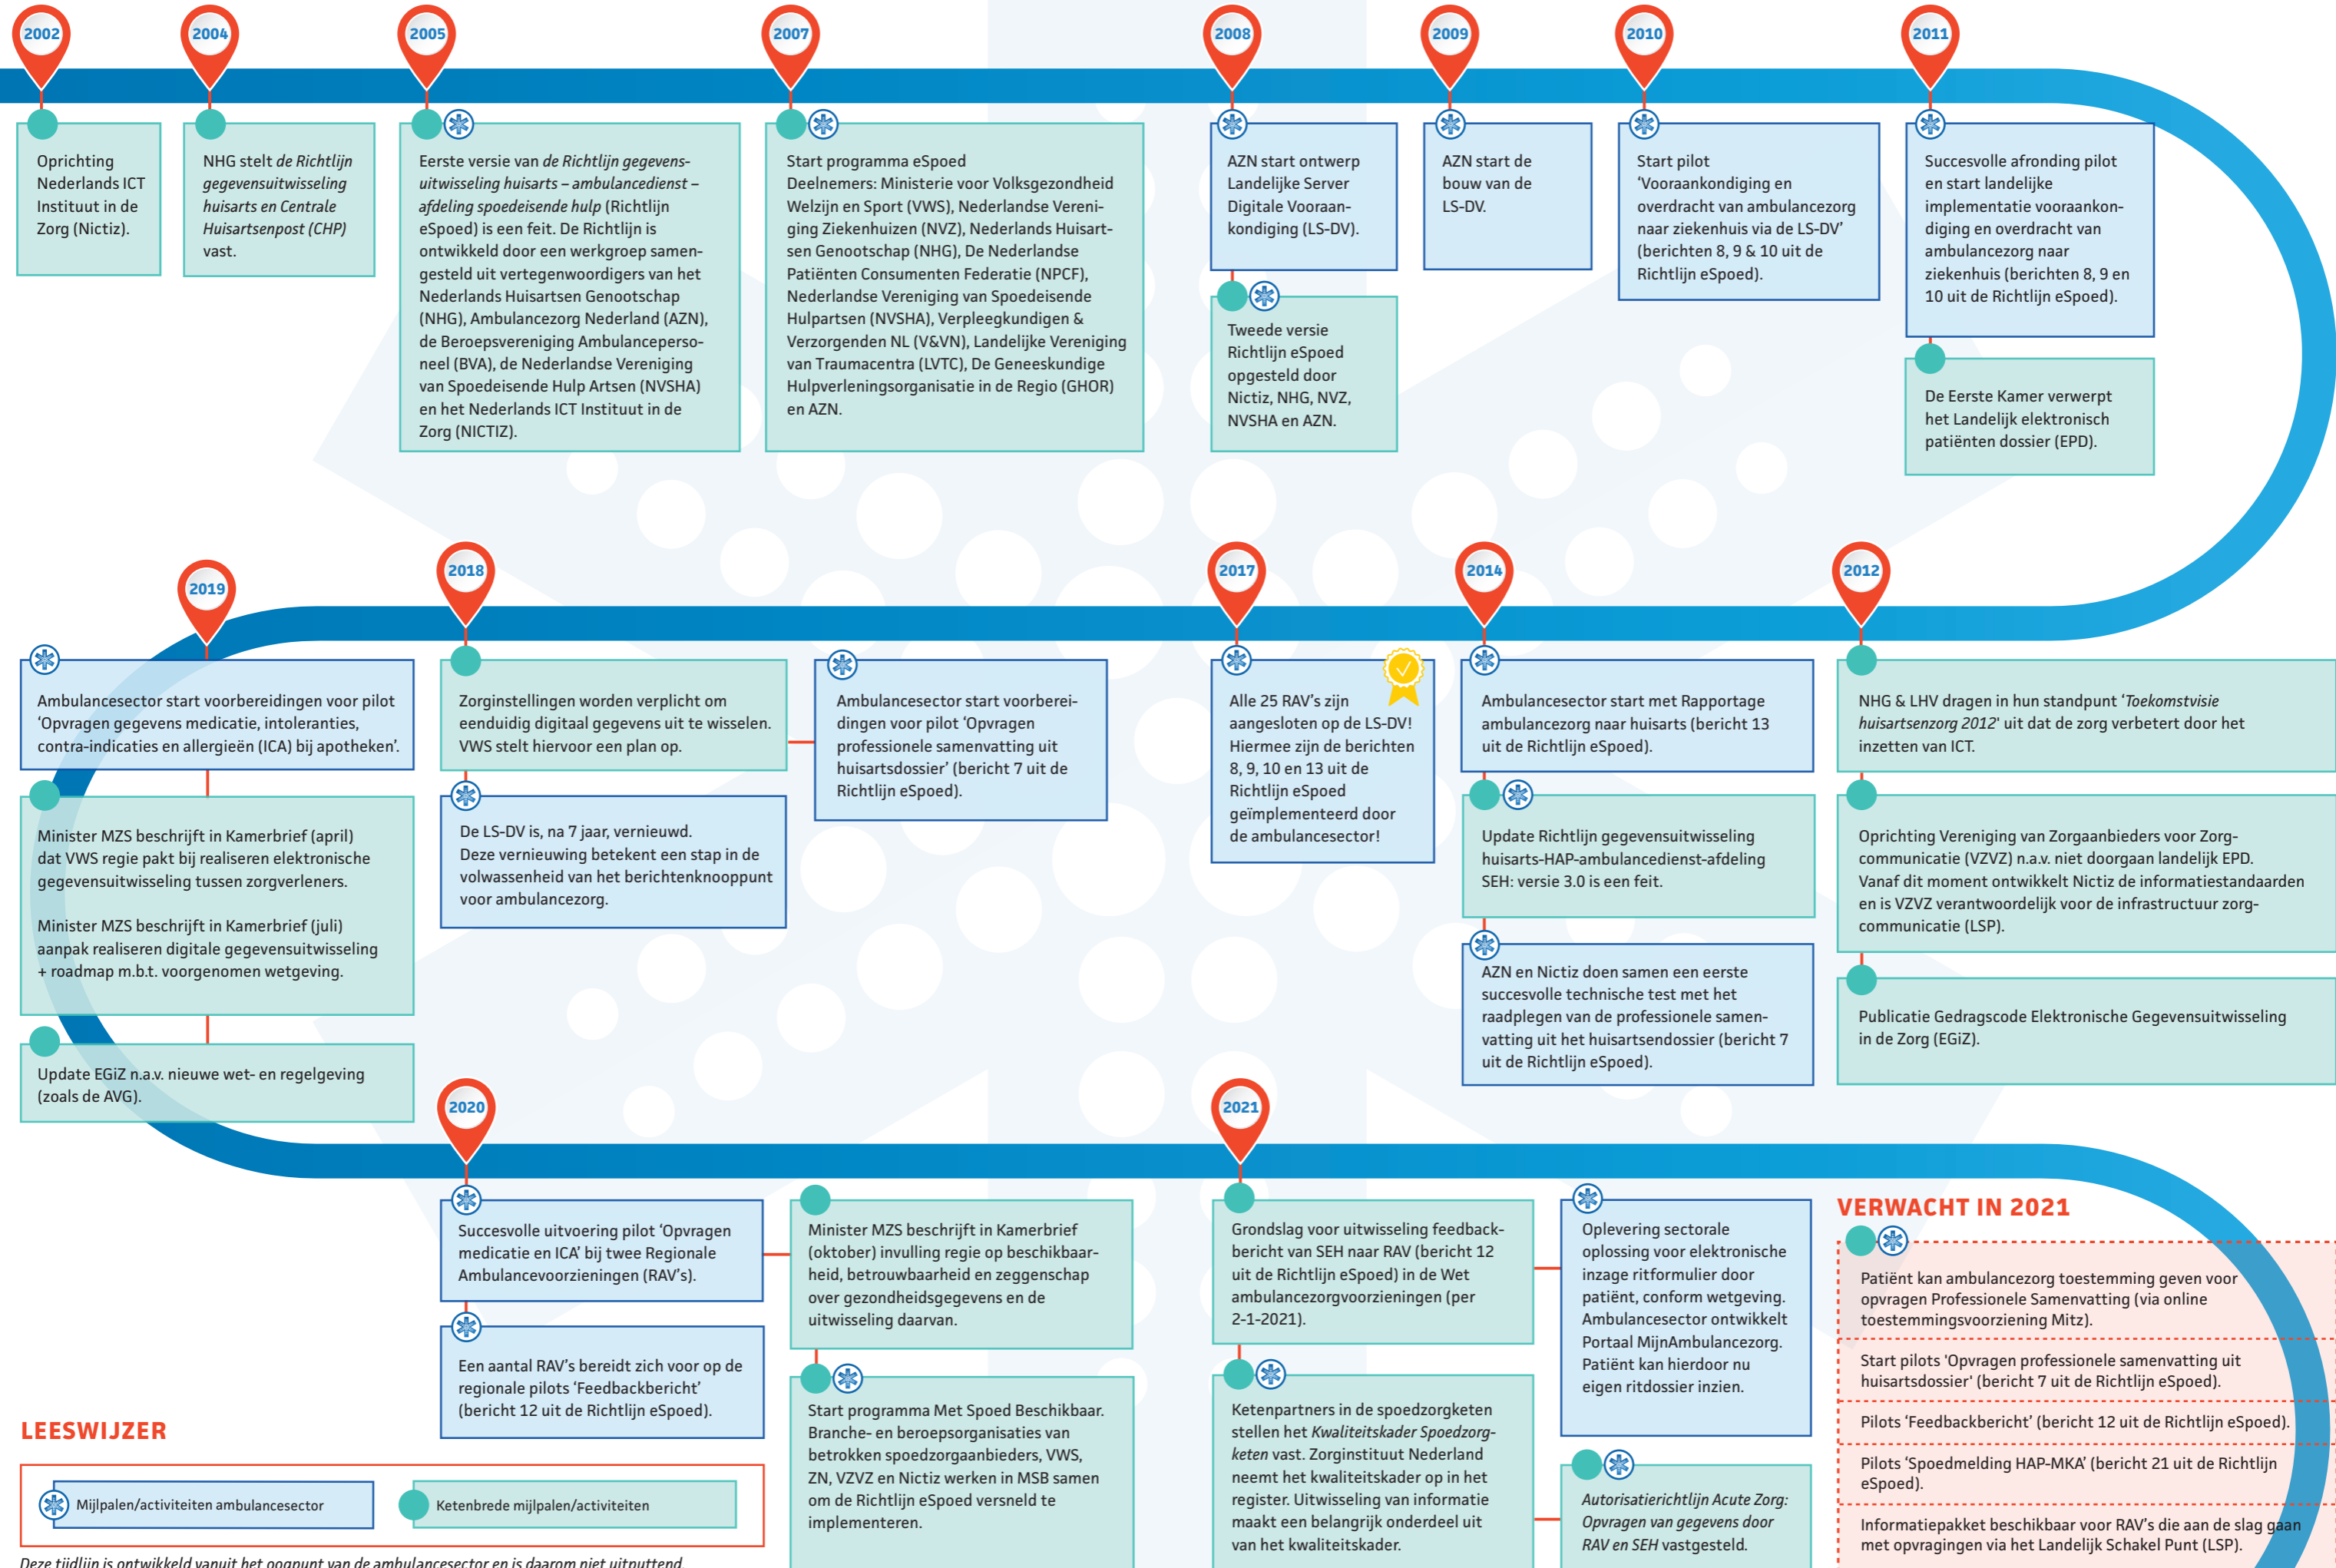 2002
Oprichting
Nederlands ICT
Instituut in de
Zorg (Nictiz).
2004
NHG stelt de Richtlijn
gegevensuitwisseling
huisarts en Centrale
Huisartsenpost (CHP)
vast.
2005
Eerste versie van de Richtlijn gegevens-
uitwisseling huisarts – ambulancedienst –
afdeling spoedeisende hulp (Richtlijn
eSpoed) is een feit. De Richtlijn is
ontwikkeld door een werkgroep samen-
gesteld uit vertegenwoordigers van het
Nederlands Huisartsen Genootschap
(NHG), Ambulancezorg Nederland (AZN),
de Beroepsvereniging Ambulanceperso-
neel (BVA), de Nederlandse Vereniging
van Spoedeisende Hulp Artsen (NVSHA)
en het Nederlands ICT Instituut in de
Zorg (NICTIZ).
2007
Start programma eSpoed
Deelnemers: Ministerie voor Volksgezondheid
Welzijn en Sport (VWS), Nederlandse Vereni-
ging Ziekenhuizen (NVZ), Nederlands Huisart-
sen Genootschap (NHG), De Nederlandse
Patiënten Consumenten Federatie (NPCF),
Nederlandse Vereniging van Spoedeisende
Hulpartsen (NVSHA), Verpleegkundigen &
Verzorgenden NL (V&VN), Landelijke Vereniging
van Traumacentra (LVTC), De Geneeskundige
Hulpverleningsorganisatie in de Regio (GHOR)
en AZN.
2008
AZN start ontwerp
Landelijke Server
Digitale Vooraan-
kondiging (LS-DV).
Tweede versie
Richtlijn eSpoed
opgesteld door
Nictiz, NHG, NVZ,
NVSHA en AZN.
2009
AZN start de
bouw van de
LS-DV.
2010
Start pilot
‘Vooraankondiging en
overdracht van ambulancezorg
naar ziekenhuis via de LS-DV’
(berichten 8, 9 & 10 uit de
Richtlijn eSpoed).
2011
Succesvolle afronding pilot
en start landelijke
implementatie vooraankon-
diging en overdracht van
ambulancezorg naar
ziekenhuis (berichten 8, 9 en
10 uit de Richtlijn eSpoed).
De Eerste Kamer verwerpt
het Landelijk elektronisch
patiënten dossier (EPD).
2012
NHG & LHV dragen in hun standpunt ‘Toekomstvisie
huisartsenzorg 2012' uit dat de zorg verbetert door het
inzetten van ICT.
Oprichting Vereniging van Zorgaanbieders voor Zorg-
communicatie (VZVZ) n.a.v. niet doorgaan landelijk EPD.
Vanaf dit moment ontwikkelt Nictiz de informatiestandaarden
en is VZVZ verantwoordelijk voor de infrastructuur zorg-
communicatie (LSP).
Publicatie Gedragscode Elektronische Gegevensuitwisseling
in de Zorg (EGiZ).
2014
Ambulancesector start met Rapportage
ambulancezorg naar huisarts (bericht 13
uit de Richtlijn eSpoed).
Update Richtlijn gegevensuitwisseling
huisarts-HAP-ambulancedienst-afdeling
SEH: versie 3.0 is een feit.
AZN en Nictiz doen samen een eerste
succesvolle technische test met het
raadplegen van de professionele samen-
vatting uit het huisartsendossier (bericht 7
uit de Richtlijn eSpoed).
2017
Alle 25 RAV’s zijn
aangesloten op de LS-DV!
Hiermee zijn de berichten
8, 9, 10 en 13 uit de
Richtlijn eSpoed
geïmplementeerd door
de ambulancesector!
2018
Zorginstellingen worden verplicht om
eenduidig digitaal gegevens uit te wisselen.
VWS stelt hiervoor een plan op.
Ambulancesector start voorberei-
dingen voor pilot ‘Opvragen
professionele samenvatting uit
huisartsdossier’ (bericht 7 uit de
Richtlijn eSpoed).
De LS-DV is, na 7 jaar, vernieuwd.
Deze vernieuwing betekent een stap in de
volwassenheid van het berichtenknooppunt
voor ambulancezorg.
2019
Ambulancesector start voorbereidingen voor pilot
‘Opvragen gegevens medicatie, intoleranties,
contra-indicaties en allergieën (ICA) bij apotheken’.
Minister MZS beschrijft in Kamerbrief (april)
dat VWS regie pakt bij realiseren elektronische
gegevensuitwisseling tussen zorgverleners.
Minister MZS beschrijft in Kamerbrief (juli)
aanpak realiseren digitale gegevensuitwisseling
+ roadmap m.b.t. voorgenomen wetgeving.
Update EGiZ n.a.v. nieuwe wet- en regelgeving
(zoals de AVG).
2020
Succesvolle uitvoering pilot ‘Opvragen
medicatie en ICA’ bij twee Regionale
Ambulancevoorzieningen (RAV’s).
Een aantal RAV’s bereidt zich voor op de
regionale pilots ‘Feedbackbericht’
(bericht 12 uit de Richtlijn eSpoed).
Minister MZS beschrijft in Kamerbrief
(oktober) invulling regie op beschikbaar-
heid, betrouwbaarheid en zeggenschap
over gezondheidsgegevens en de
uitwisseling daarvan.
Start programma Met Spoed Beschikbaar.
Branche- en beroepsorganisaties van
betrokken spoedzorgaanbieders, VWS,
ZN, VZVZ en Nictiz werken in MSB samen
om de Richtlijn eSpoed versneld te
implementeren.
2021
Grondslag voor uitwisseling feedback-
bericht van SEH naar RAV (bericht 12
uit de Richtlijn eSpoed) in de Wet
ambulancezorgvoorzieningen (per
2-1-2021).
Ketenpartners in de spoedzorgketen
stellen het Kwaliteitskader Spoedzorg-
keten vast. Zorginstituut Nederland
neemt het kwaliteitskader op in het
register. Uitwisseling van informatie
maakt een belangrijk onderdeel uit
van het kwaliteitskader.
Oplevering sectorale
oplossing voor elektronische
inzage ritformulier door
patiënt, conform wetgeving.
Ambulancesector ontwikkelt
Portaal MijnAmbulancezorg.
Patiënt kan hierdoor nu
eigen ritdossier inzien.
Autorisatierichtlijn Acute Zorg:
Opvragen van gegevens door
RAV en SEH vastgesteld.
VERWACHT IN 2021
Patiënt kan ambulancezorg toestemming geven voor
opvragen Professionele Samenvatting (via online
toestemmingsvoorziening Mitz).
Start pilots 'Opvragen professionele samenvatting uit
huisartsdossier' (bericht 7 uit de Richtlijn eSpoed).
Pilots ‘Feedbackbericht’ (bericht 12 uit de Richtlijn eSpoed).
Pilots ‘Spoedmelding HAP-MKA’ (bericht 21 uit de Richtlijn
eSpoed).
Informatiepakket beschikbaar voor RAV’s die aan de slag gaan
met opvragingen via het Landelijk Schakel Punt (LSP).
LEESWIJZER
Mijlpalen/activiteiten ambulancesector
Ketenbrede mijlpalen/activiteiten
Deze tijdlijn is ontwikkeld vanuit het oogpunt van de ambulancesector en is daarom niet uitputtend.